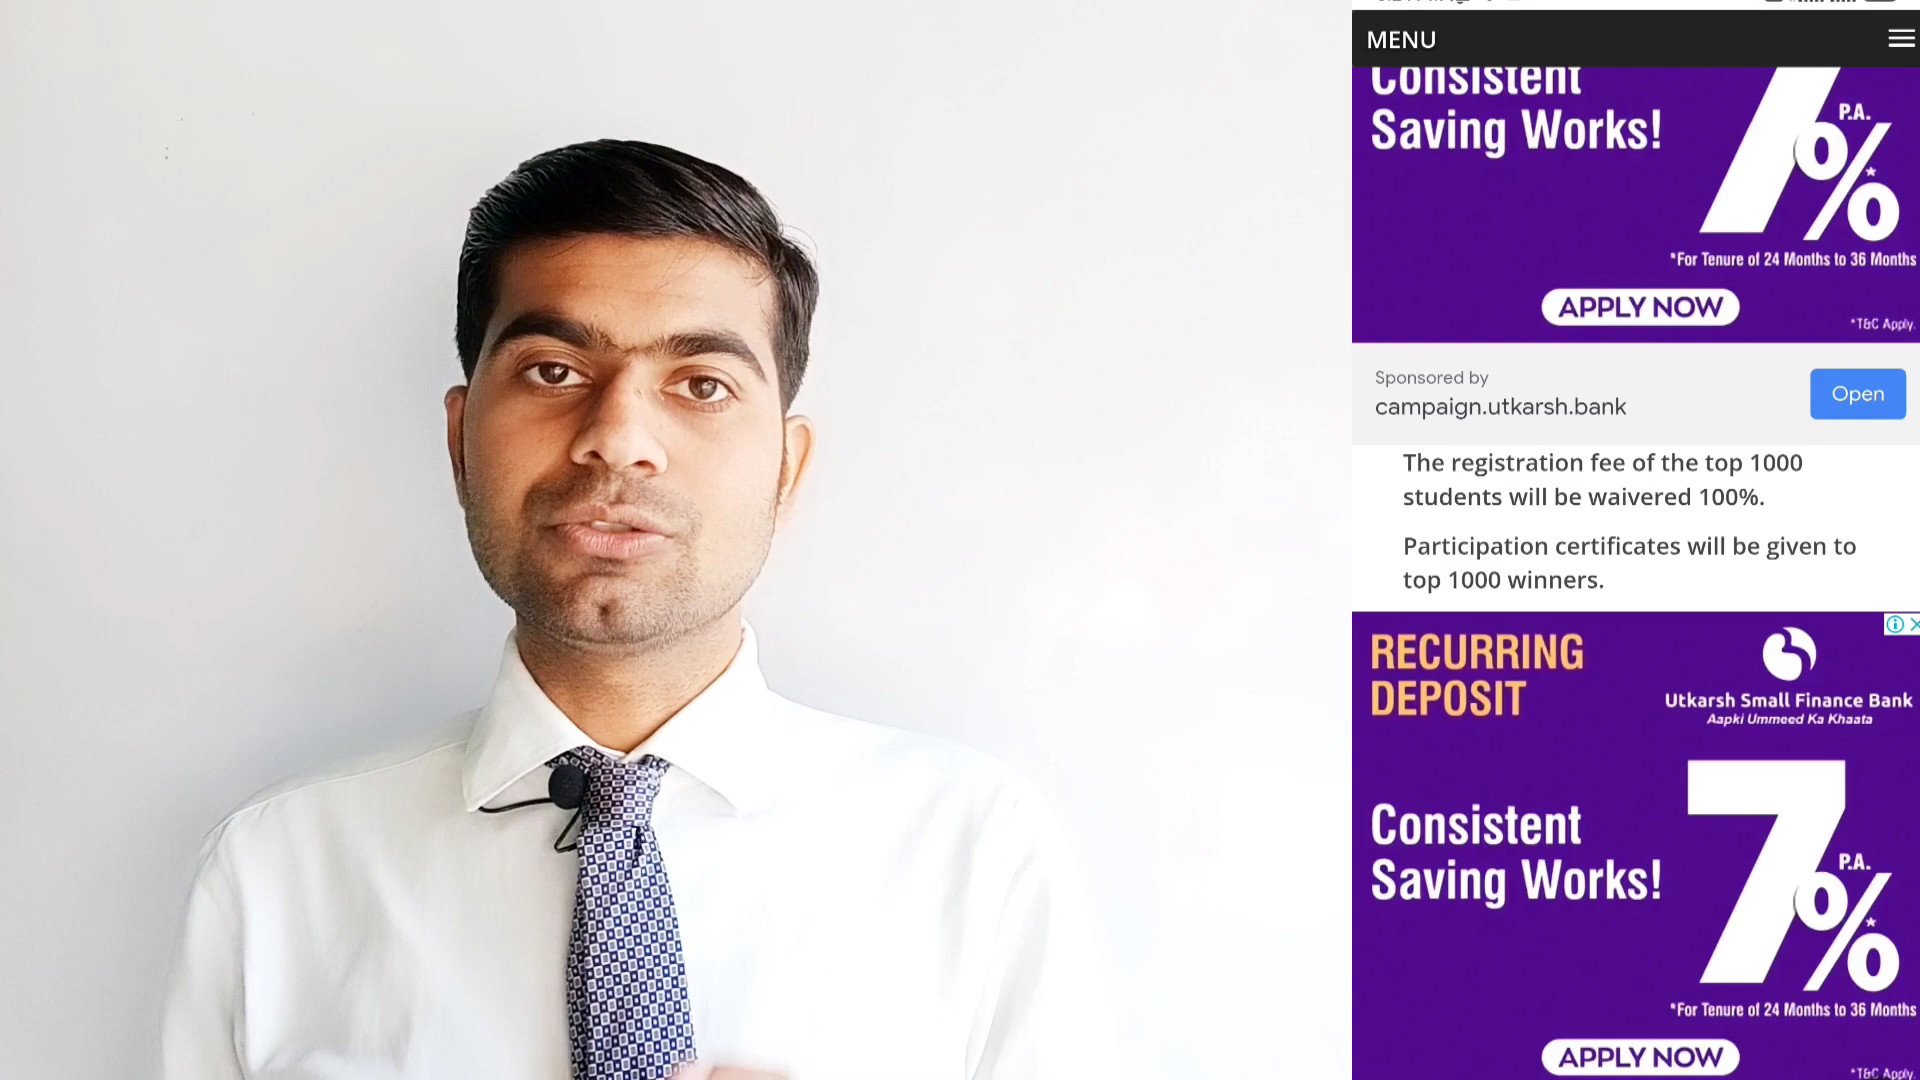 MENU
Consistent
Saving Works!
7%
P.A.
*
*For Tenure of 24 Months to 36 Months
APPLY NOW
*T&C Apply.
Sponsored by
campaign.utkarsh.bank
Open
The registration fee of the top 1000
students will be waivered 100%.
Participation certificates will be given to
top 1000 winners.
RECURRING
DEPOSIT
Utkarsh Small Finance Bank
Aapki Ummeed Ka Khaata
Consistent
Saving Works!
7%
P.A.
*
*For Tenure of 24 Months to 36 Months
APPLY NOW
*T&C Apply.